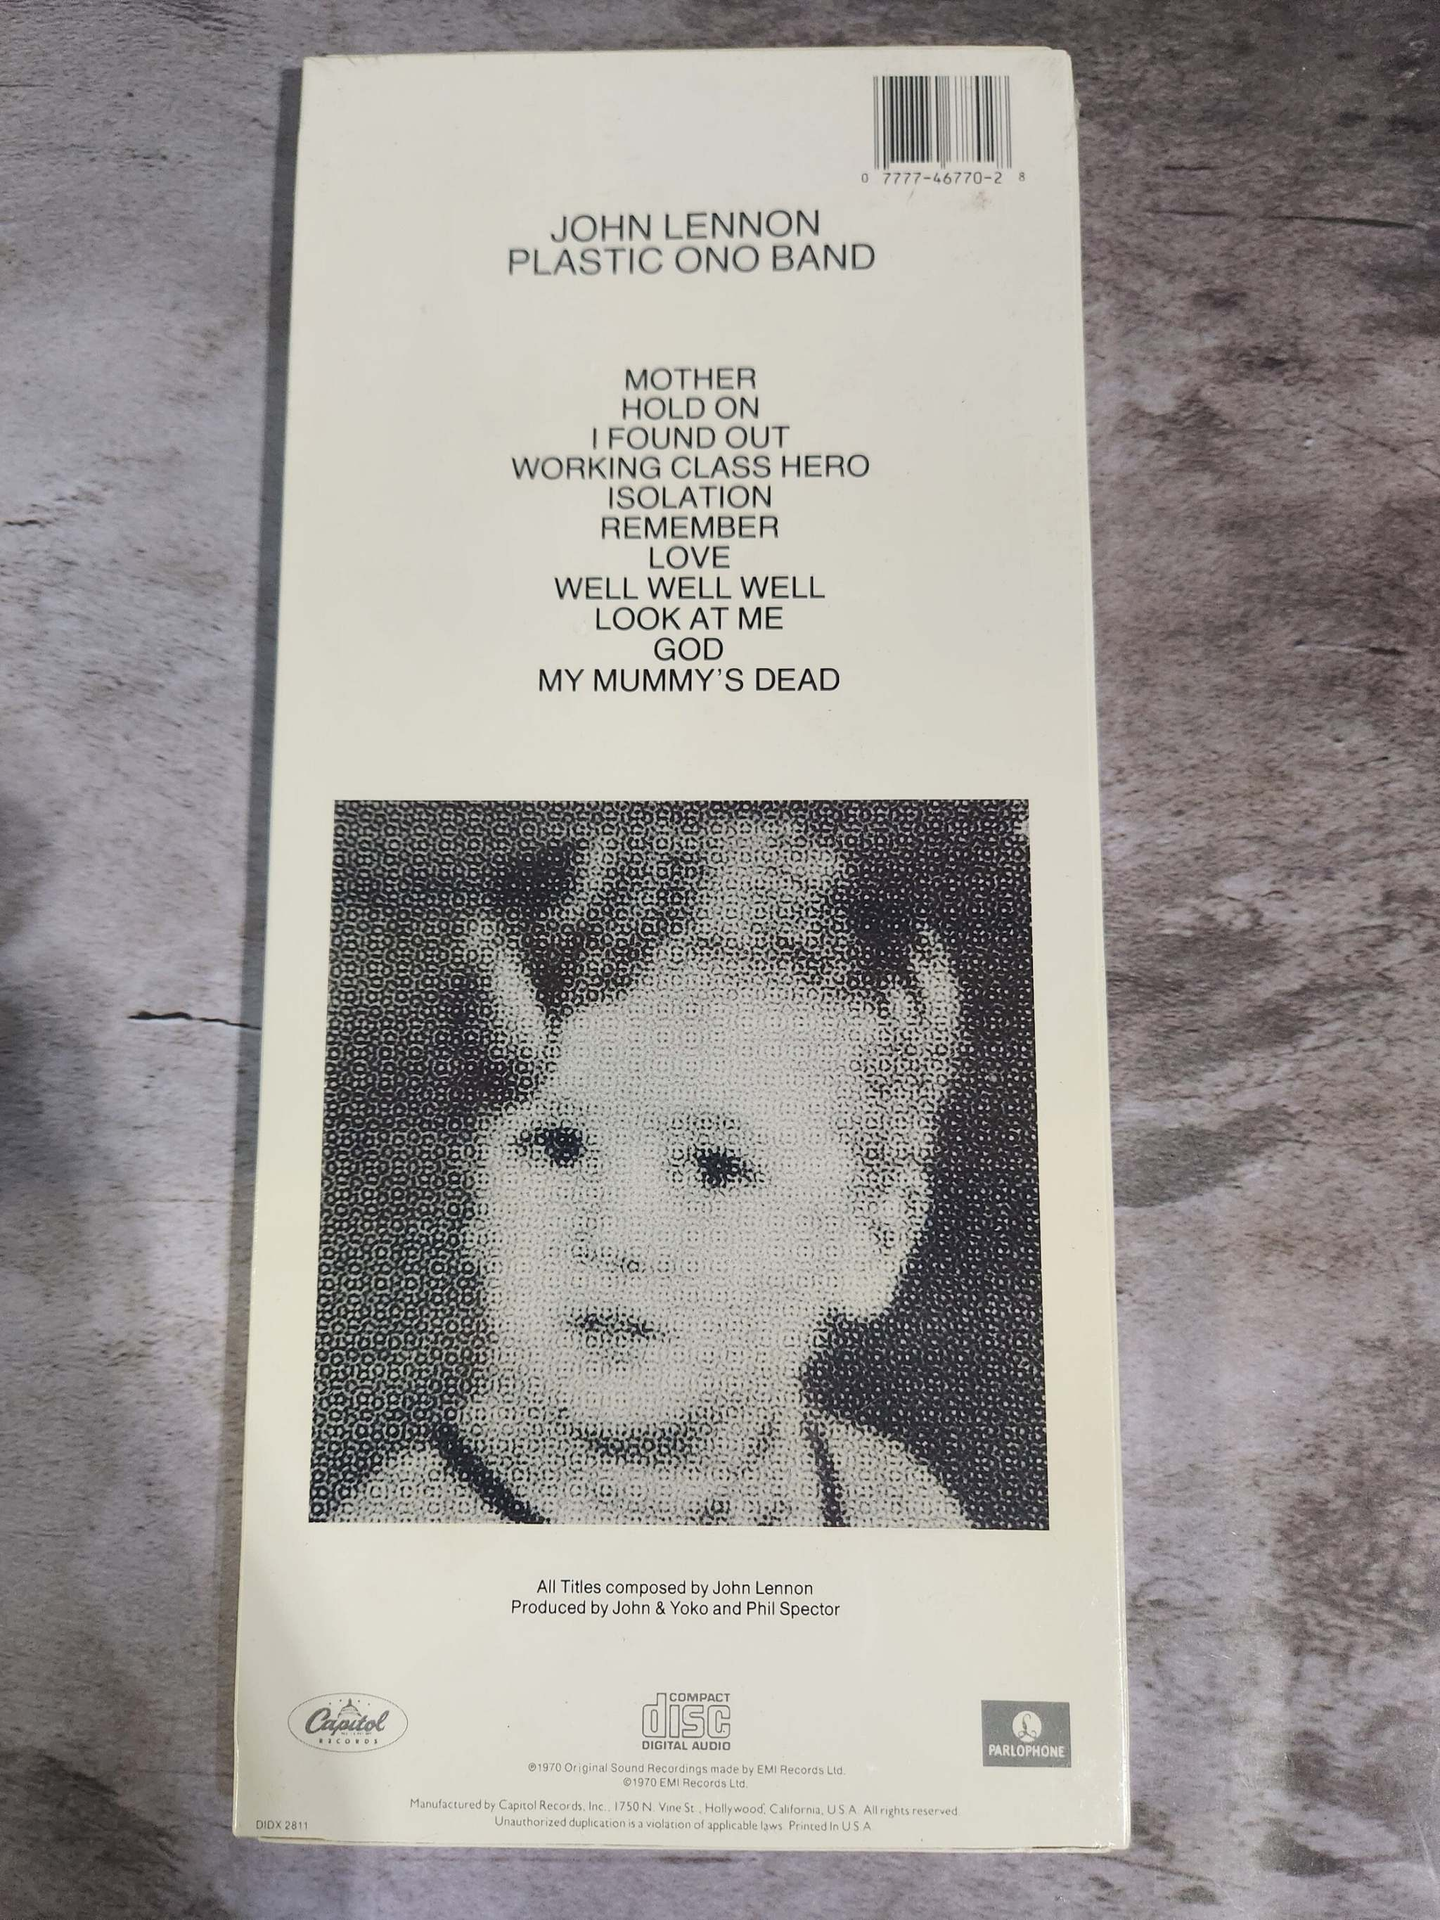 0 7777-46770-2 8
JOHN LENNON
PLASTIC ONO BAND
MOTHER
HOLD ON
I FOUND OUT
WORKING CLASS HERO
ISOLATION
REMEMBER
LOVE
WELL WELL WELL
LOOK AT ME
GOD
MY MUMMY'S DEAD
All Titles composed by John Lennon
Produced by John & Yoko and Phil Spector
Capitol
RECORDS
COMPACT
disc
DIGITAL AUDIO
£
PARLOPHONE
℗1970 Original Sound Recordings made by EMI Records Ltd.
©1970 EMI Records Ltd.
Manufactured by Capitol Records, Inc., 1750 N. Vine St., Hollywood, California, U.S.A. All rights reserved.
Unauthorized duplication is a violation of applicable laws. Printed In U.S.A.
DIDX 2811